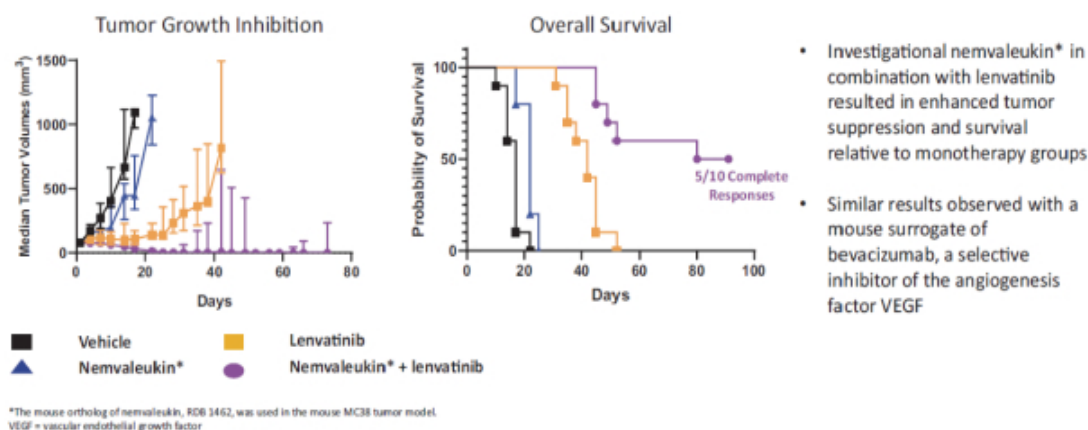 Tumor Growth Inhibition
Median Tumor Volumes (mm³)
1500
1000
500
0
0 20 40 60 80
Days
Overall Survival
Probability of Survival
100
50
0
0 20 40 60 80 100
Days
5/10 Complete
Responses
• Investigational nemvaleukin* in
combination with lenvatinib
resulted in enhanced tumor
suppression and survival
relative to monotherapy groups
• Similar results observed with a
mouse surrogate of
bevacizumab, a selective
inhibitor of the angiogenesis
factor VEGF
Vehicle
Lenvatinib
Nemvaleukin*
Nemvaleukin* + lenvatinib
*The mouse ortholog of nemvaleukin, RDB 1462, was used in the mouse MC38 tumor model.
VEGF = vascular endothelial growth factor